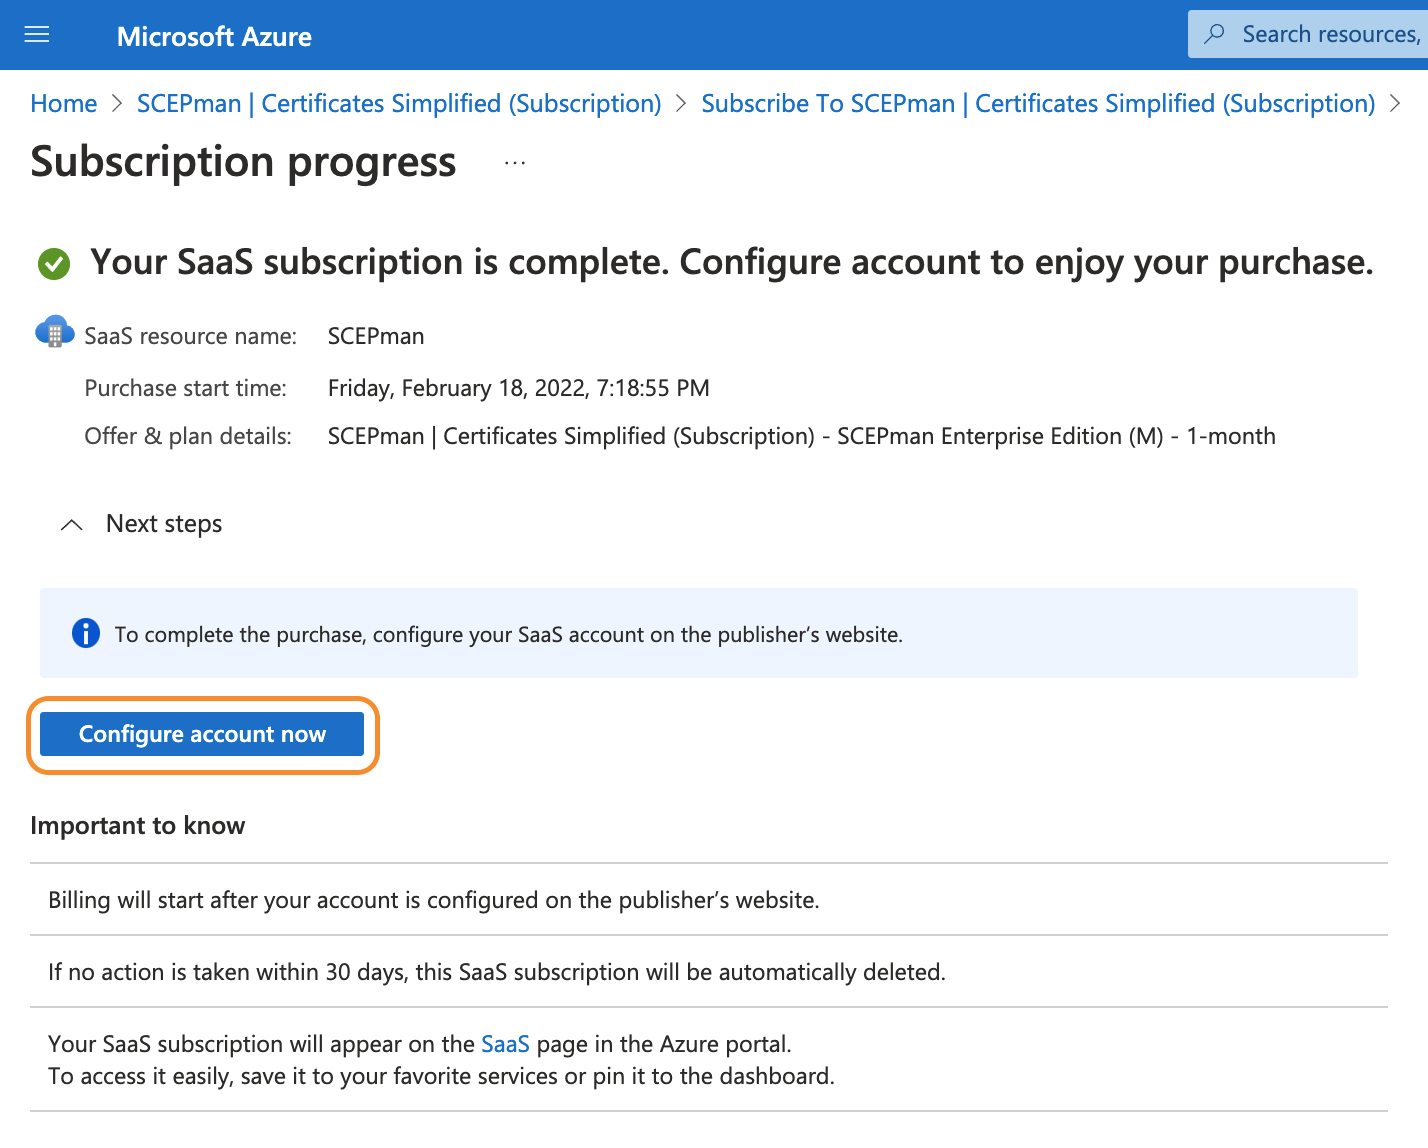 Microsoft Azure
Search resources,
Home > SCEPman | Certificates Simplified (Subscription) > Subscribe To SCEPman | Certificates Simplified (Subscription) >
Subscription progress ...
Your SaaS subscription is complete. Configure account to enjoy your purchase.
SaaS resource name: SCEPman
Purchase start time: Friday, February 18, 2022, 7:18:55 PM
Offer & plan details: SCEPman | Certificates Simplified (Subscription) - SCEPman Enterprise Edition (M) - 1-month
Next steps
To complete the purchase, configure your SaaS account on the publisher’s website.
Configure account now
Important to know
Billing will start after your account is configured on the publisher’s website.
If no action is taken within 30 days, this SaaS subscription will be automatically deleted.
Your SaaS subscription will appear on the SaaS page in the Azure portal.
To access it easily, save it to your favorite services or pin it to the dashboard.